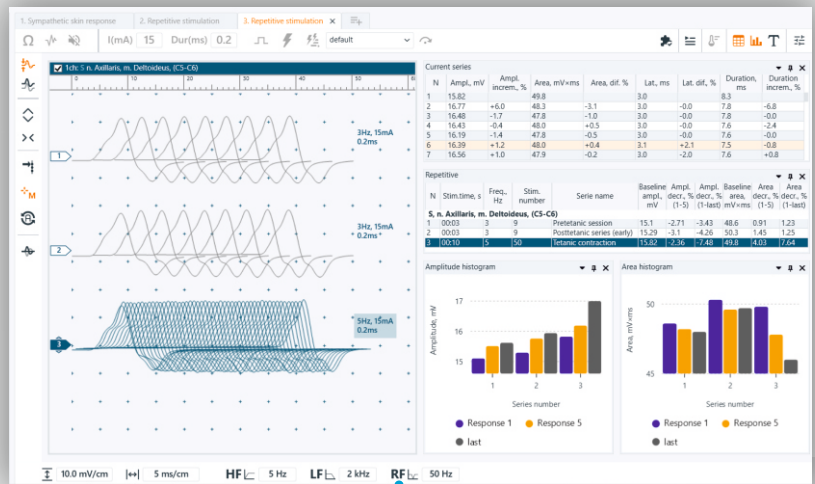 1. Sympathetic skin response 2. Repetitive stimulation 3. Repetitive stimulation
I(mA) 15 Dur(ms) 0.2 default
1ch: S n. Axillaris, m. Deltoideus, (C5-C6)
0 10 20 30 40 50 60
3Hz, 15mA
0.2ms
1
3Hz, 15mA
0.2ms
2
5Hz, 15mA
0.2ms
3
M
Current series
N Ampl., mV Ampl. increm., % Area, mV×ms Area, dif. % Lat., ms Lat. dif., % Duration, ms Duration increm., %
1 15.82 49.8 3.0 8.3
2 16.77 +6.0 48.3 -3.1 3.0 -0.0 7.8 -6.8
3 16.48 -1.7 47.8 -1.0 3.0 -0.0 7.8 -0.0
4 16.43 -0.4 48.0 +0.5 3.0 -0.0 7.6 -2.4
5 16.19 -1.4 47.8 -0.5 3.0 -0.0 7.6 -0.0
6 16.39 +1.2 48.0 +0.4 3.1 +2.1 7.5 -0.8
7 16.56 +1.0 47.9 -0.2 3.0 -2.0 7.6 +0.8
Repetitive
N Stim.time, s Freq., Hz Stim. number Serie name Baseline ampl., mV Ampl. decr., % (1-5) Ampl. decr., % (1-last) Baseline area, mV×ms Area decr., % (1-5) Area decr., % (1-last)
S, n. Axillaris, m. Deltoideus, (C5-C6)
1 00:03 3 9 Pretetanic session 15.1 -2.71 -3.43 48.6 0.91 1.23
2 00:03 3 9 Posttetanic series (early) 15.29 -3.1 -4.26 50.3 1.45 1.25
3 00:10 5 50 Tetanic contraction 15.82 -2.36 -7.48 49.8 4.03 7.64
Amplitude histogram
Amplitude, mV
17
16
15
1 2 3
Series number
Response 1 Response 5
last
Area histogram
Area, mV×ms
50
45
1 2 3
Series number
Response 1 Response 5
last
10.0 mV/cm 5 ms/cm HF 5 Hz LF 2 kHz RF 50 Hz